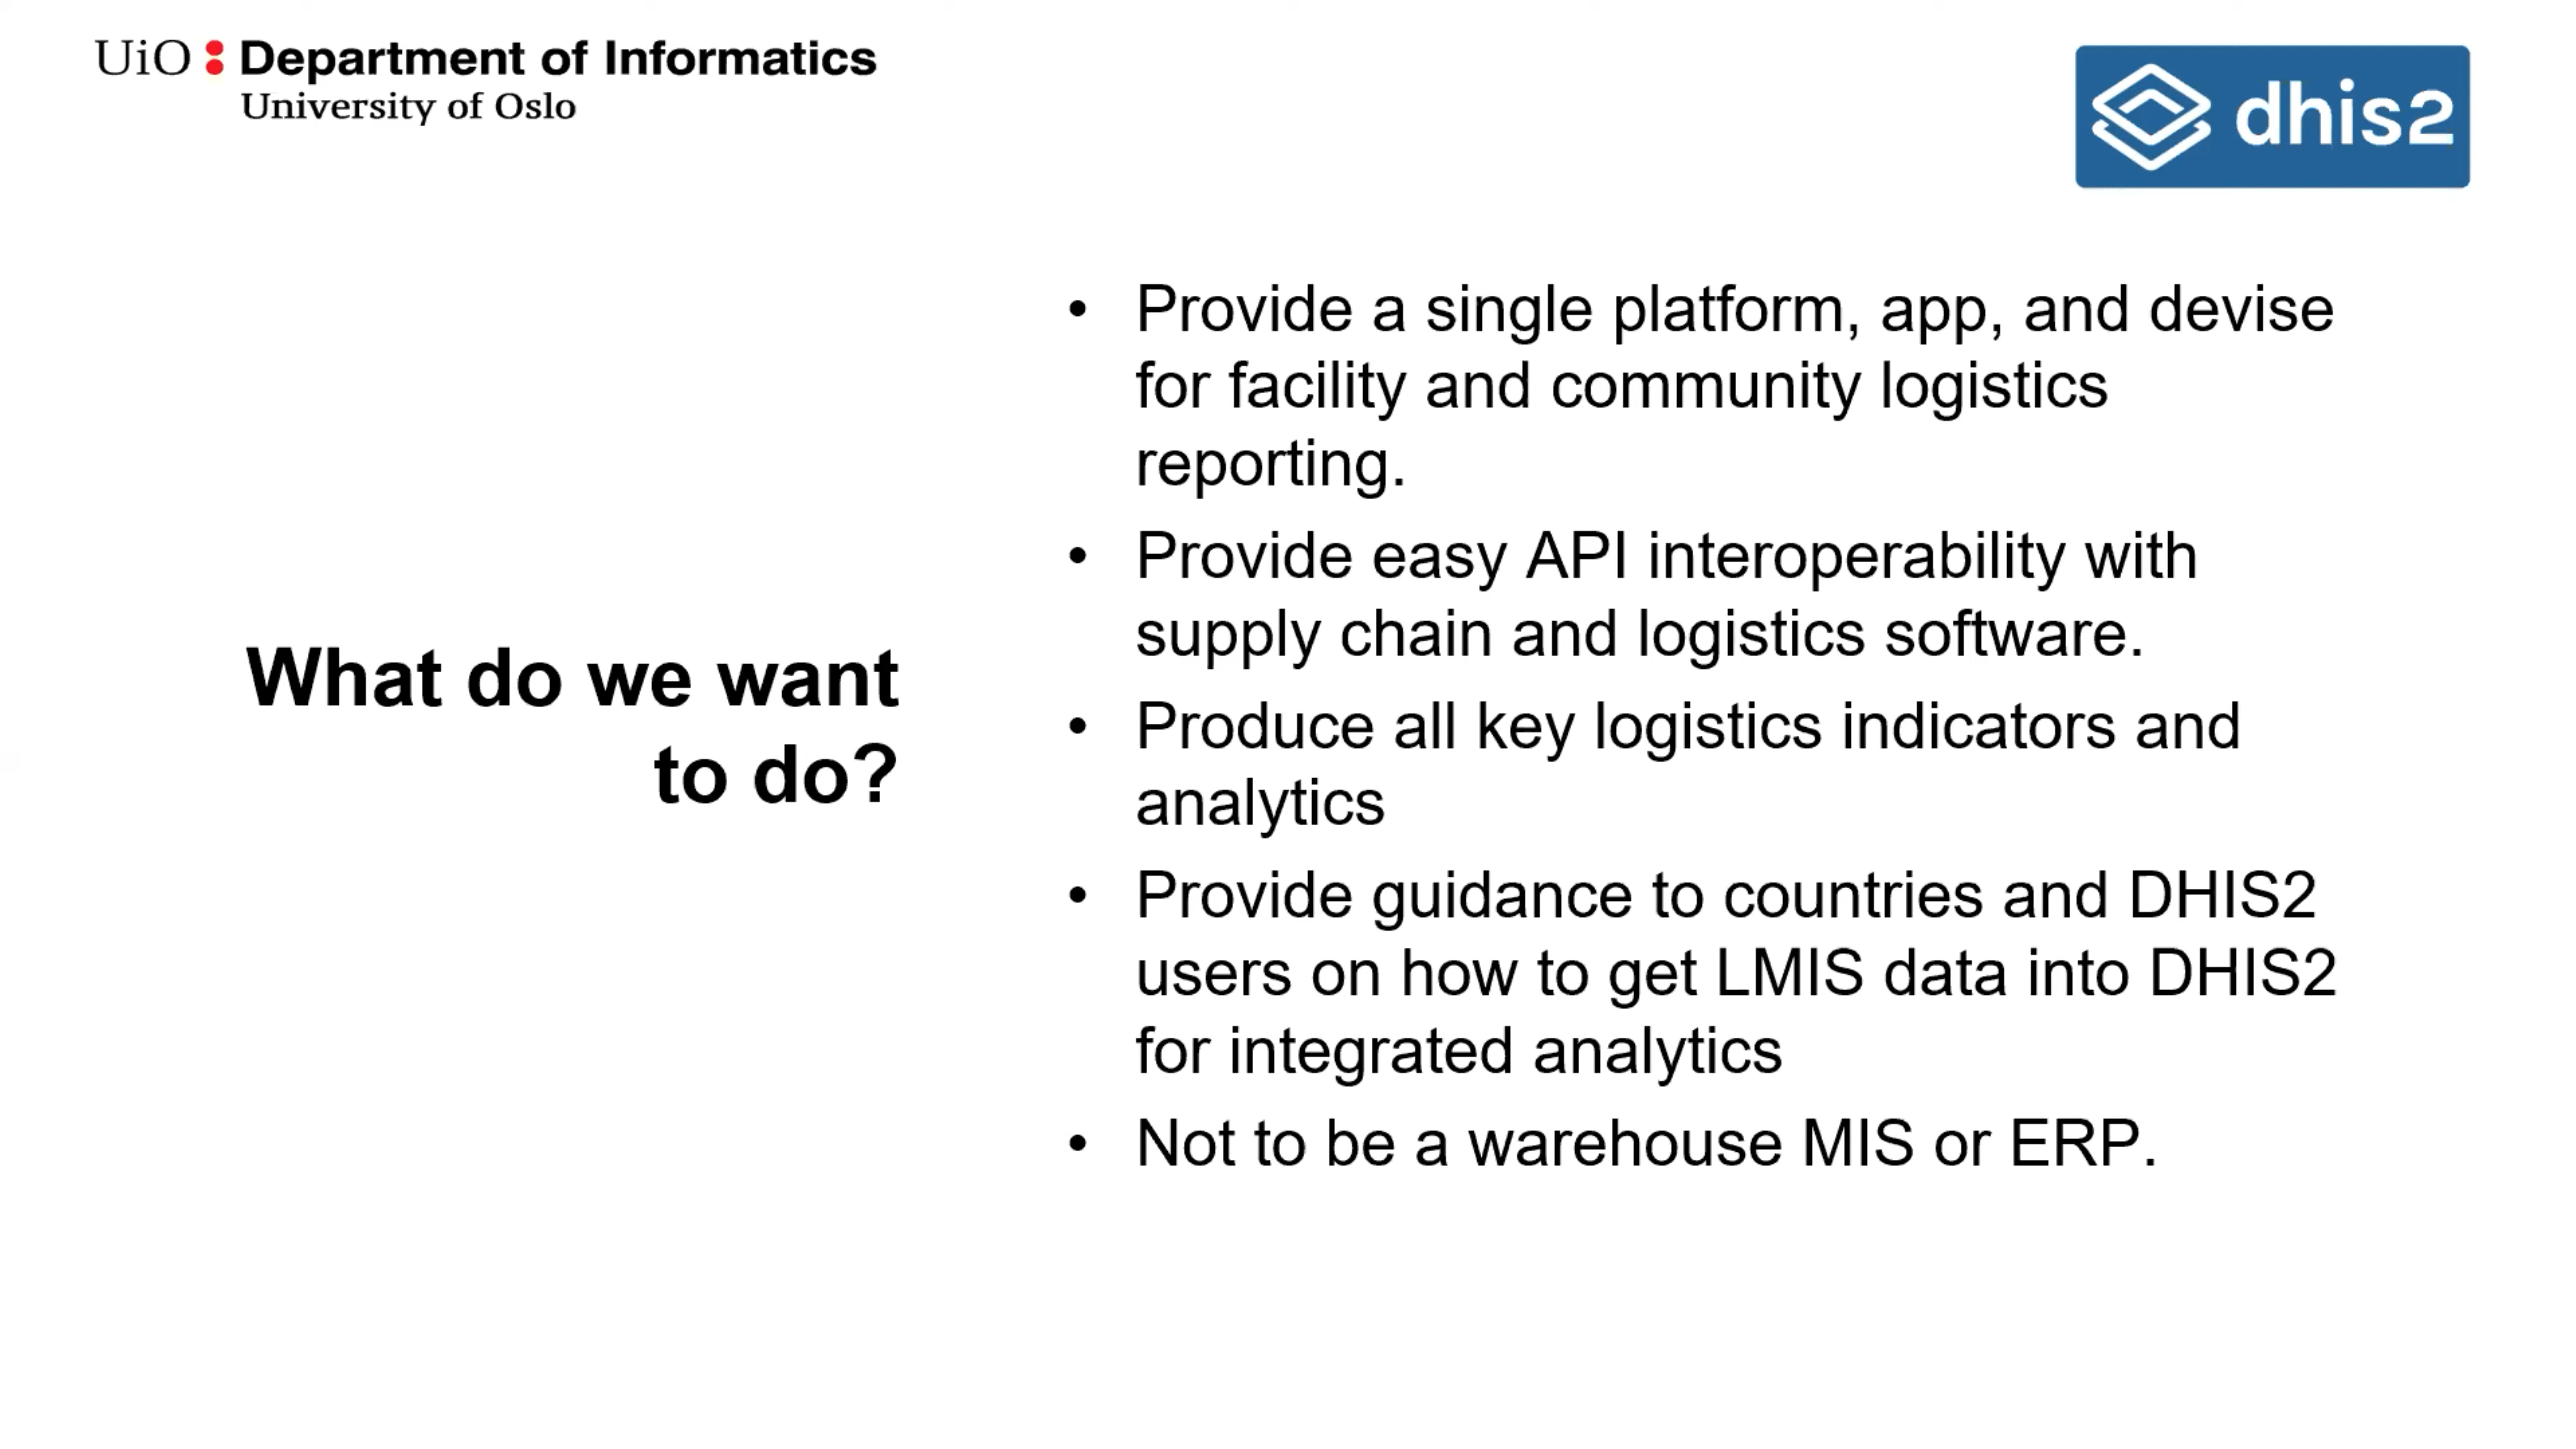 UiO : Department of Informatics
University of Oslo
dhis2
What do we want
to do?
• Provide a single platform, app, and devise
for facility and community logistics
reporting.
• Provide easy API interoperability with
supply chain and logistics software.
• Produce all key logistics indicators and
analytics
• Provide guidance to countries and DHIS2
users on how to get LMIS data into DHIS2
for integrated analytics
• Not to be a warehouse MIS or ERP.